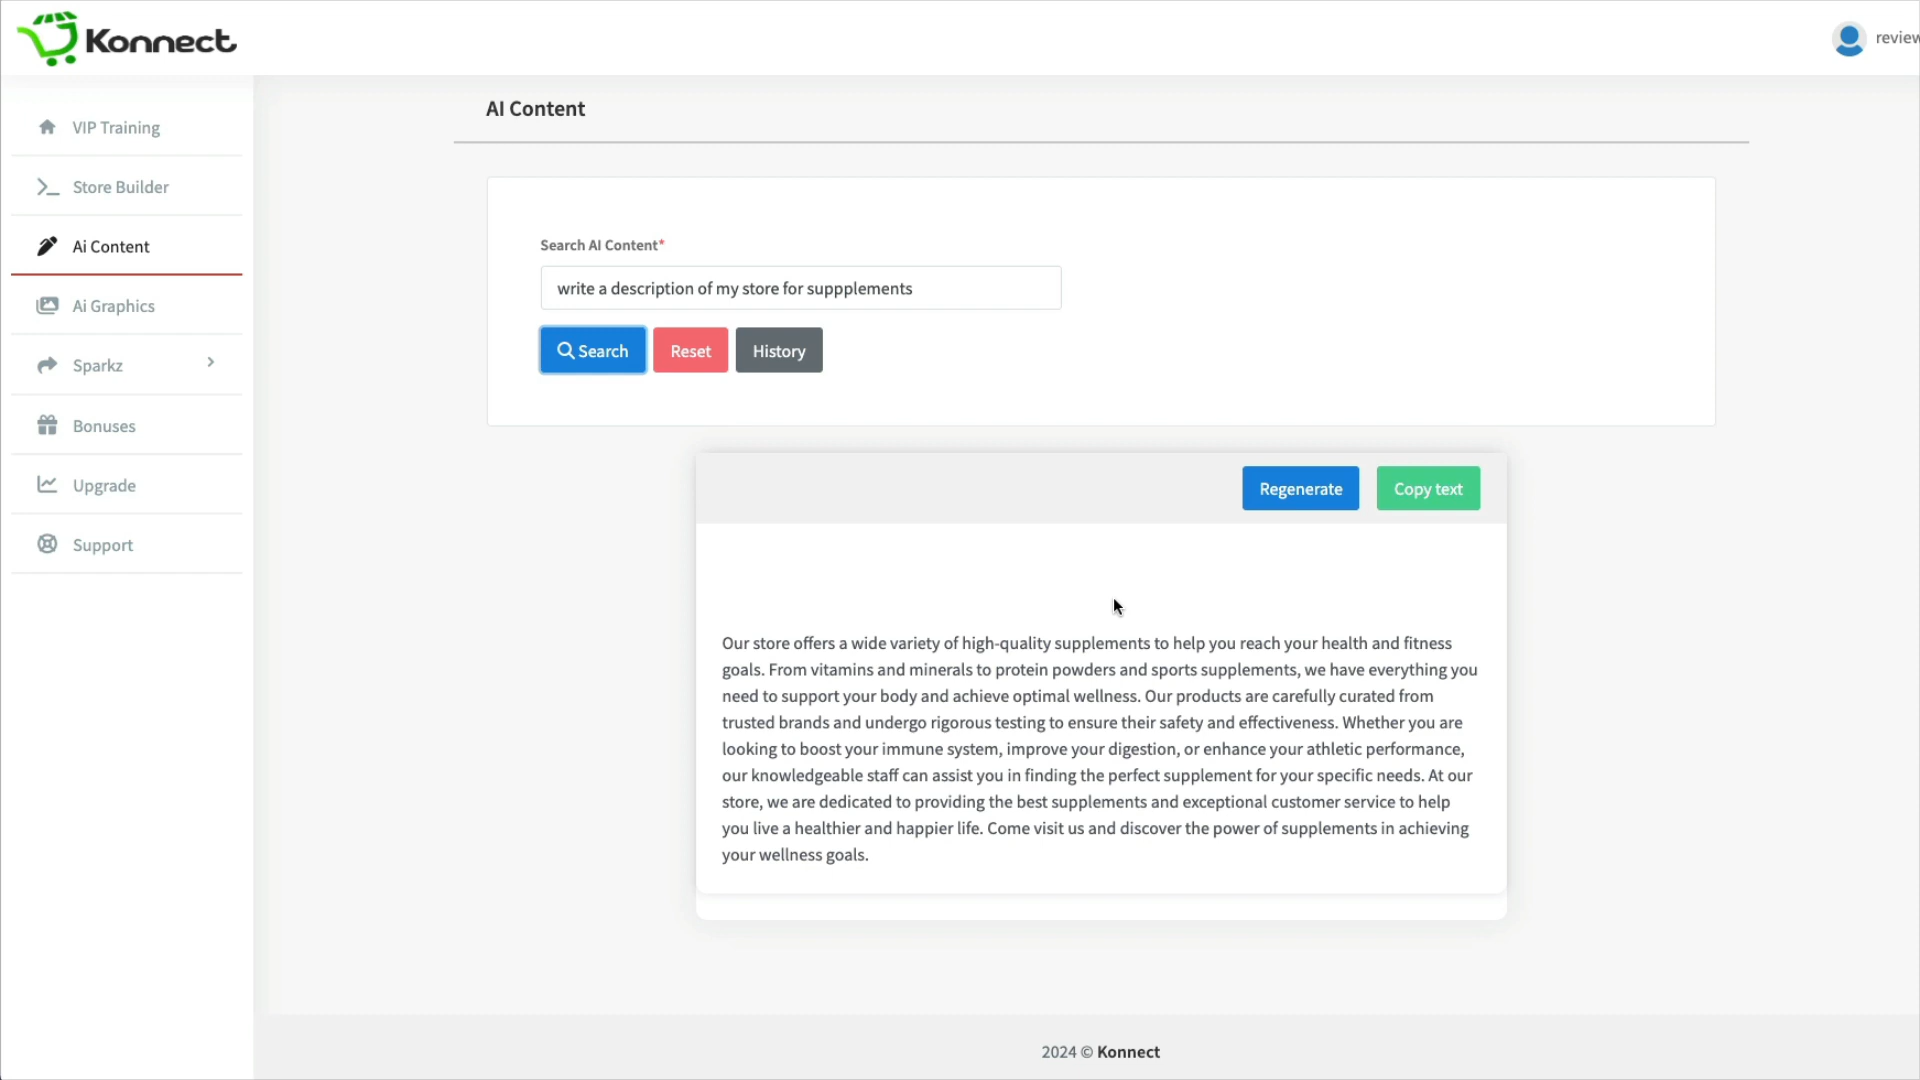 Konnect
review
VIP Training
Store Builder
Ai Content
Ai Graphics
Sparkz
Bonuses
Upgrade
Support
AI Content
Search AI Content*
write a description of my store for suppplements
Search Reset History
Regenerate Copy text
Our store offers a wide variety of high-quality supplements to help you reach your health and fitness
goals. From vitamins and minerals to protein powders and sports supplements, we have everything you
need to support your body and achieve optimal wellness. Our products are carefully curated from
trusted brands and undergo rigorous testing to ensure their safety and effectiveness. Whether you are
looking to boost your immune system, improve your digestion, or enhance your athletic performance,
our knowledgeable staff can assist you in finding the perfect supplement for your specific needs. At our
store, we are dedicated to providing the best supplements and exceptional customer service to help
you live a healthier and happier life. Come visit us and discover the power of supplements in achieving
your wellness goals.
2024 © Konnect